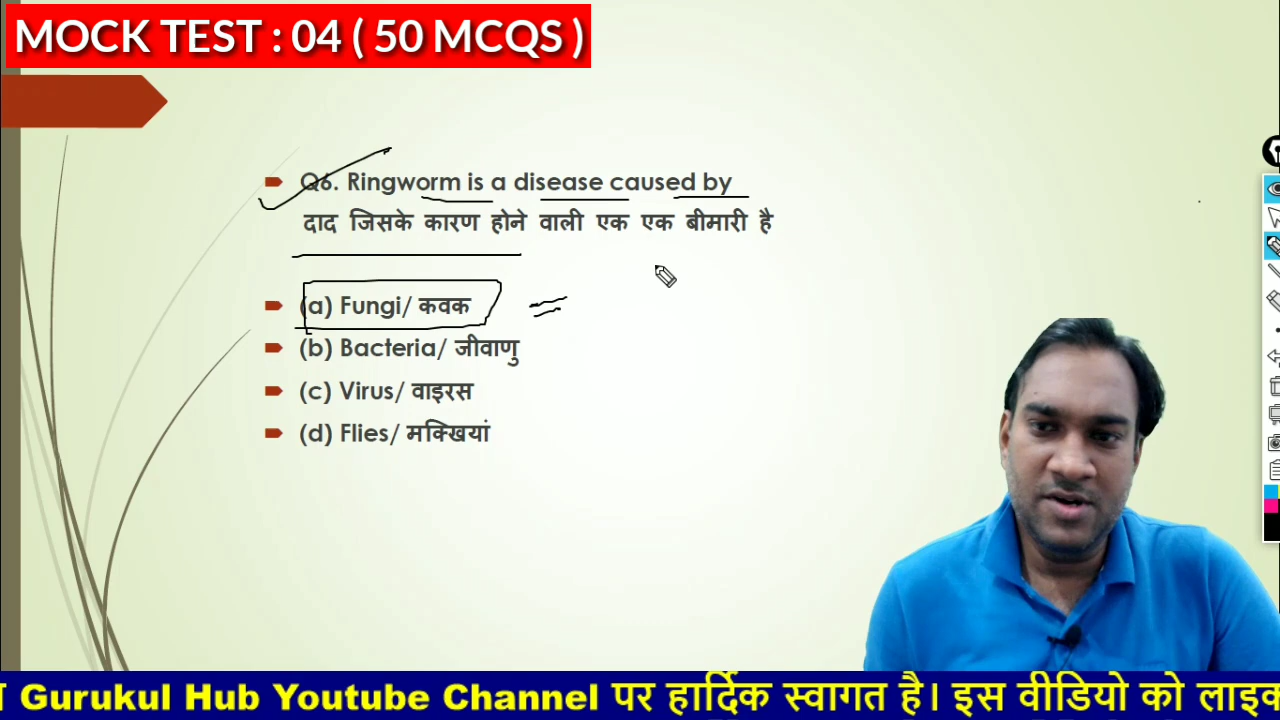 MOCK TEST : 04 ( 50 MCQS )
Q6. Ringworm is a disease caused by
दाद जिसके कारण होने वाली एक एक बीमारी है
(a) Fungi/ कवक
(b) Bacteria/ जीवाणु
(c) Virus/ वाइरस
(d) Flies/ मक्खियां
Gurukul Hub Youtube Channel पर हार्दिक स्वागत है। इस वीडियो को लाइक